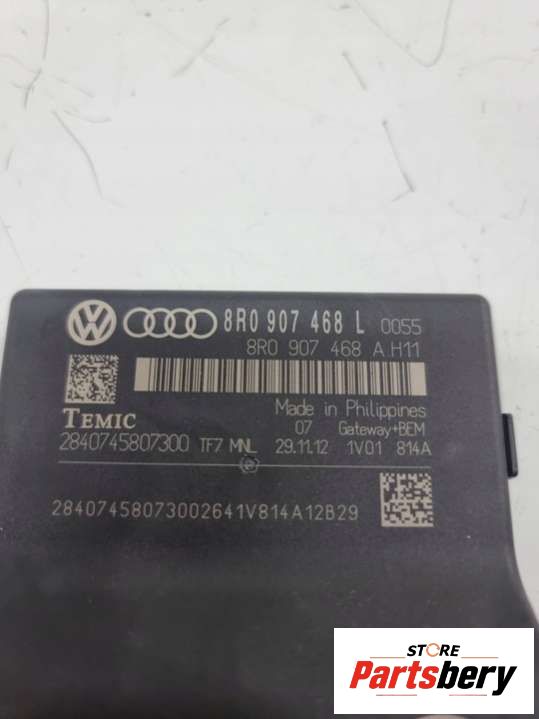 8R0 907 468 L 0055
8R0 907 468 A H11
TEMIC
Made in Philippines
07 Gateway+BEM
2840745807300 TF7 MNL 29.11.12 1V01 814A
28407458073002641V814A12B29
STORE
Partsbery